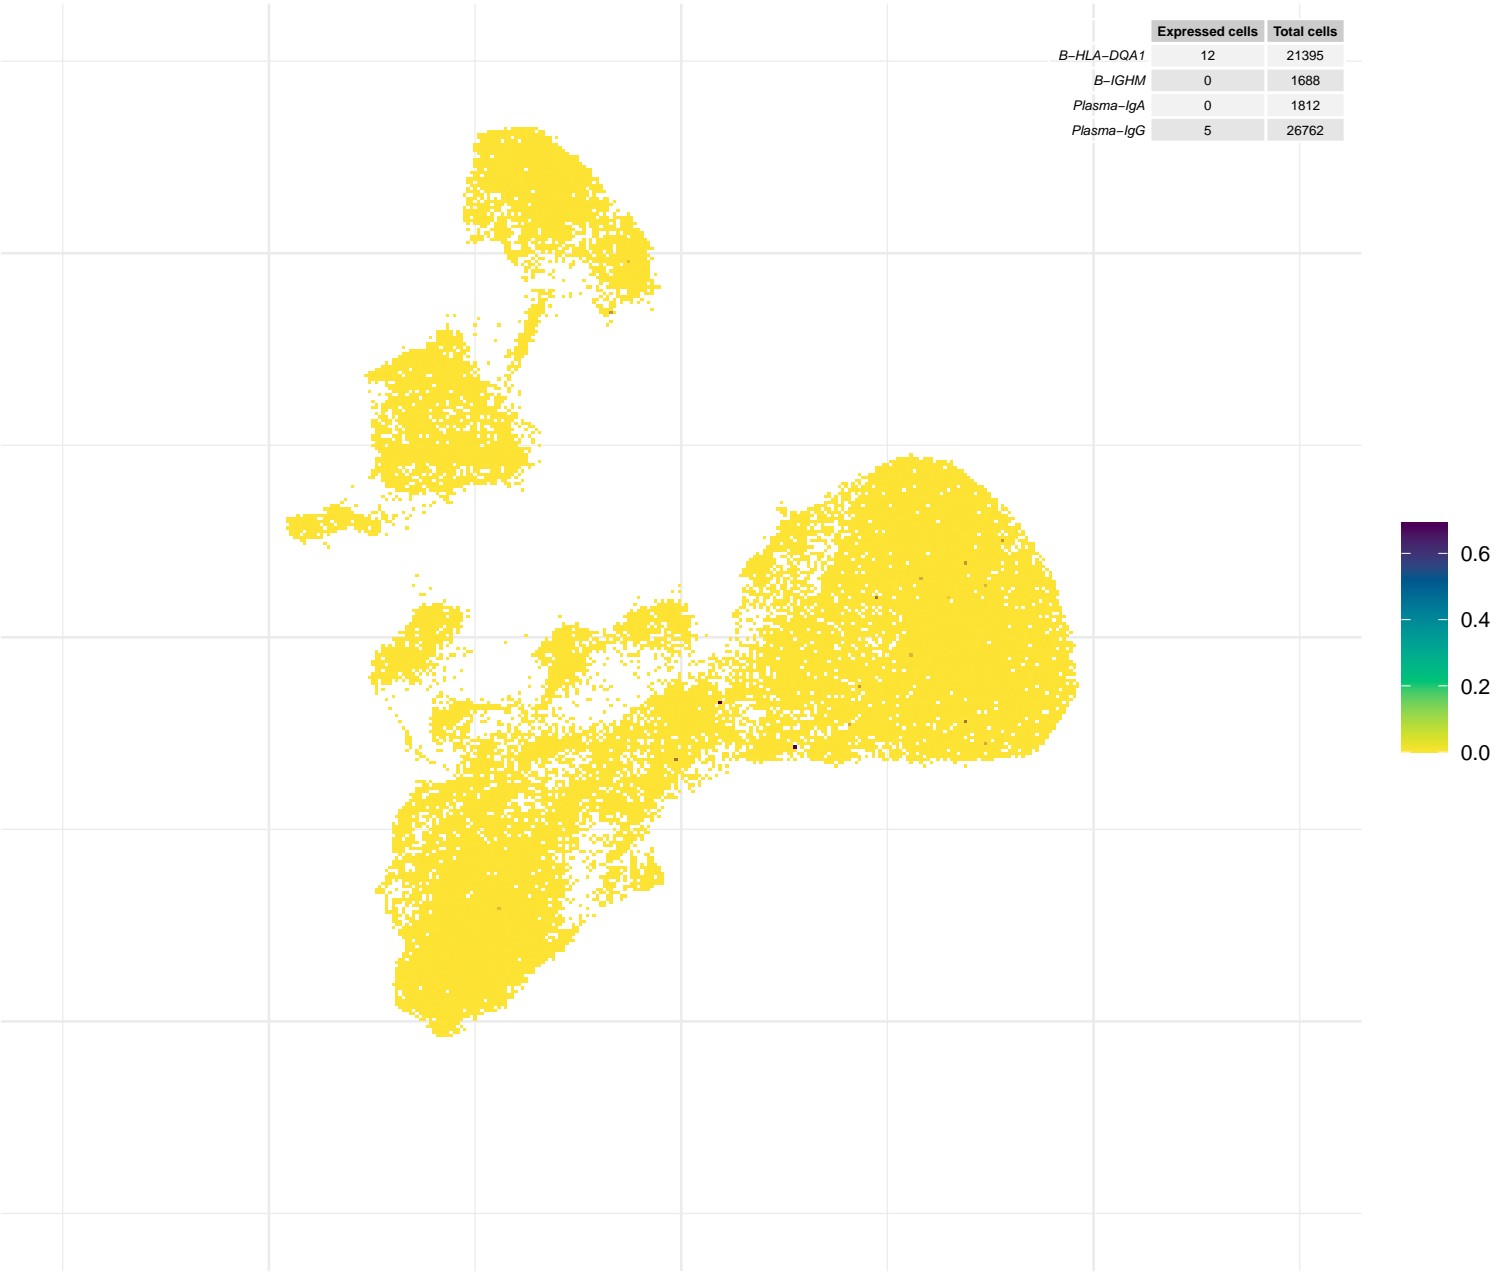 Expressed cells Total cells
B−HLA−DQA1 12 21395
B−IGHM 0 1688
Plasma−IgA 0 1812
Plasma−IgG 5 26762
0.6
0.4
0.2
0.0